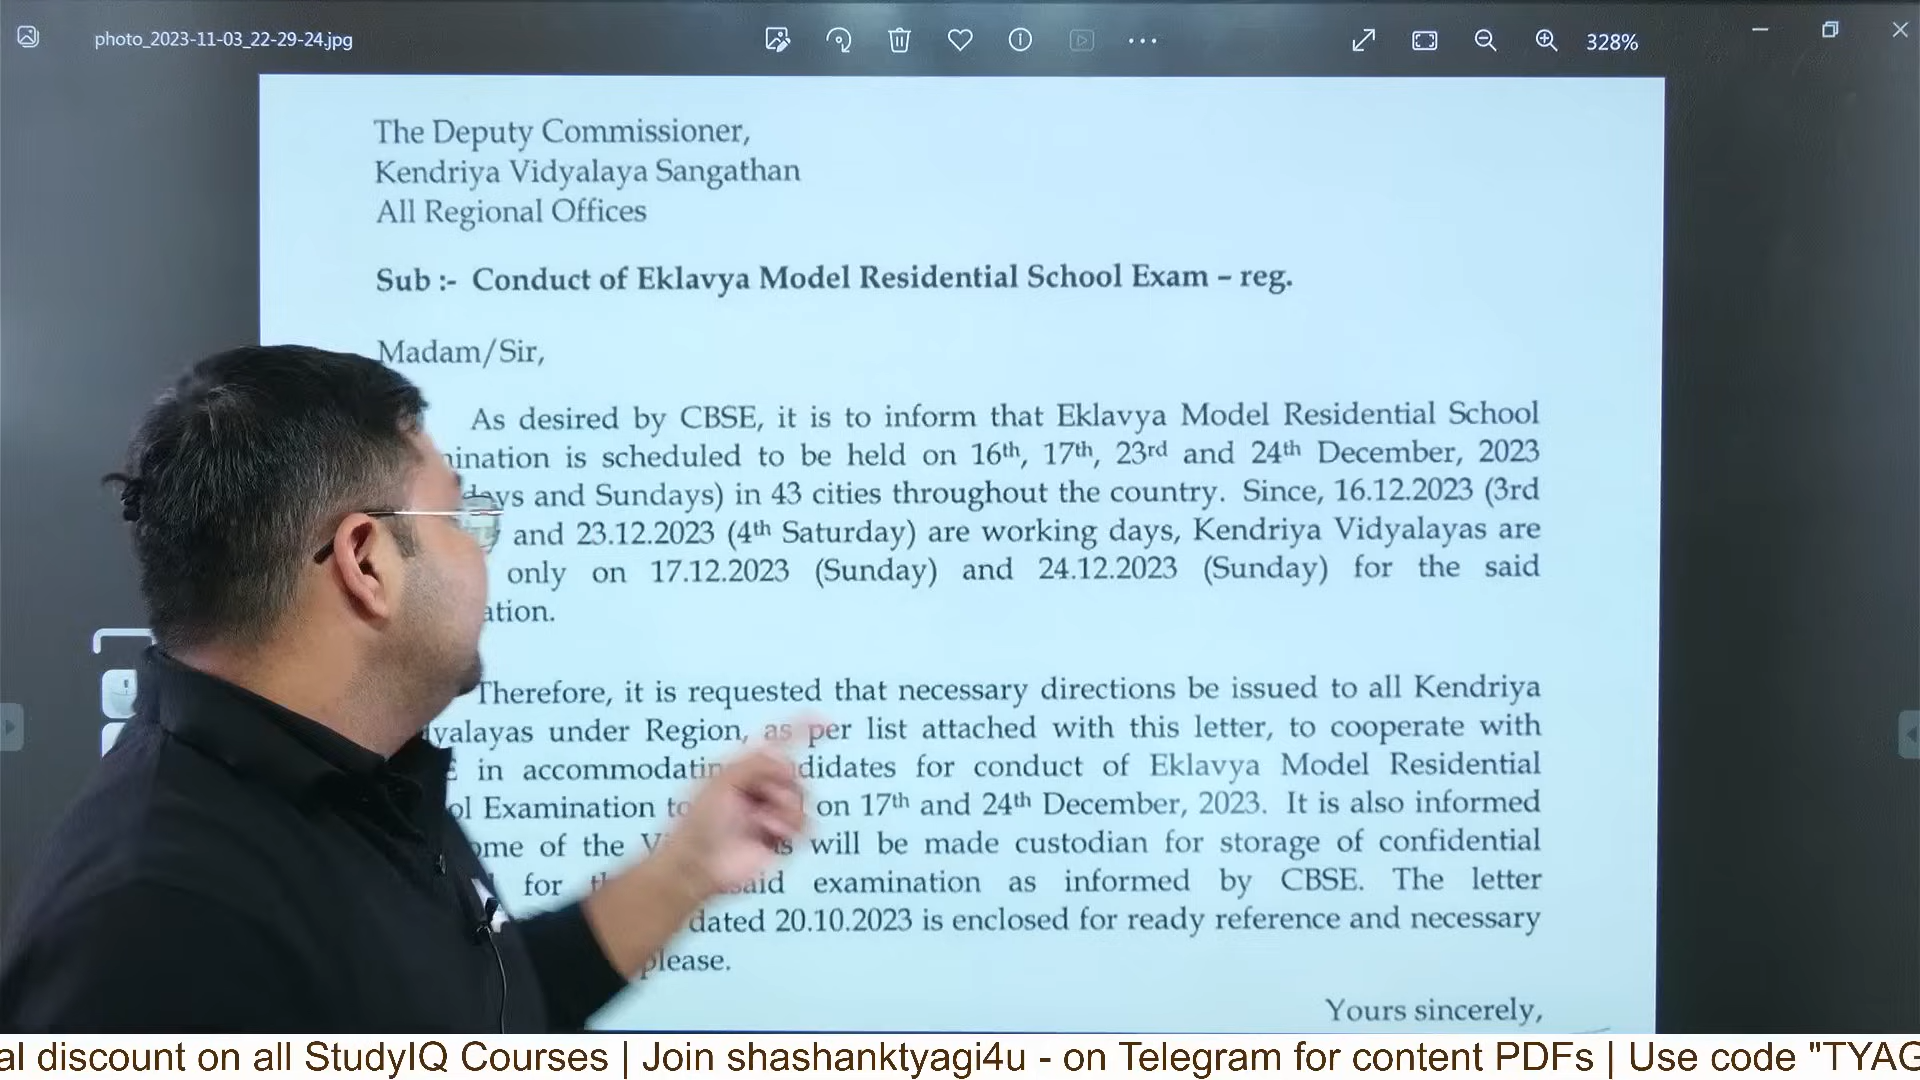 photo_2023-11-03_22-29-24.jpg
328%
The Deputy Commissioner,
Kendriya Vidyalaya Sangathan
All Regional Offices
Sub :- Conduct of Eklavya Model Residential School Exam – reg.
Madam/Sir,
As desired by CBSE, it is to inform that Eklavya Model Residential School
ination is scheduled to be held on 16th, 17th, 23rd and 24th December, 2023
days and Sundays) in 43 cities throughout the country. Since, 16.12.2023 (3rd
and 23.12.2023 (4th Saturday) are working days, Kendriya Vidyalayas are
only on 17.12.2023 (Sunday) and 24.12.2023 (Sunday) for the said
ation.
Therefore, it is requested that necessary directions be issued to all Kendriya
yalayas under Region, as per list attached with this letter, to cooperate with
in accommodatin didates for conduct of Eklavya Model Residential
ol Examination to on 17th and 24th December, 2023. It is also informed
ome of the will be made custodian for storage of confidential
for said examination as informed by CBSE. The letter
dated 20.10.2023 is enclosed for ready reference and necessary
please.
Yours sincerely,
al discount on all StudyIQ Courses | Join shashanktyagi4u - on Telegram for content PDFs | Use code "TYAG